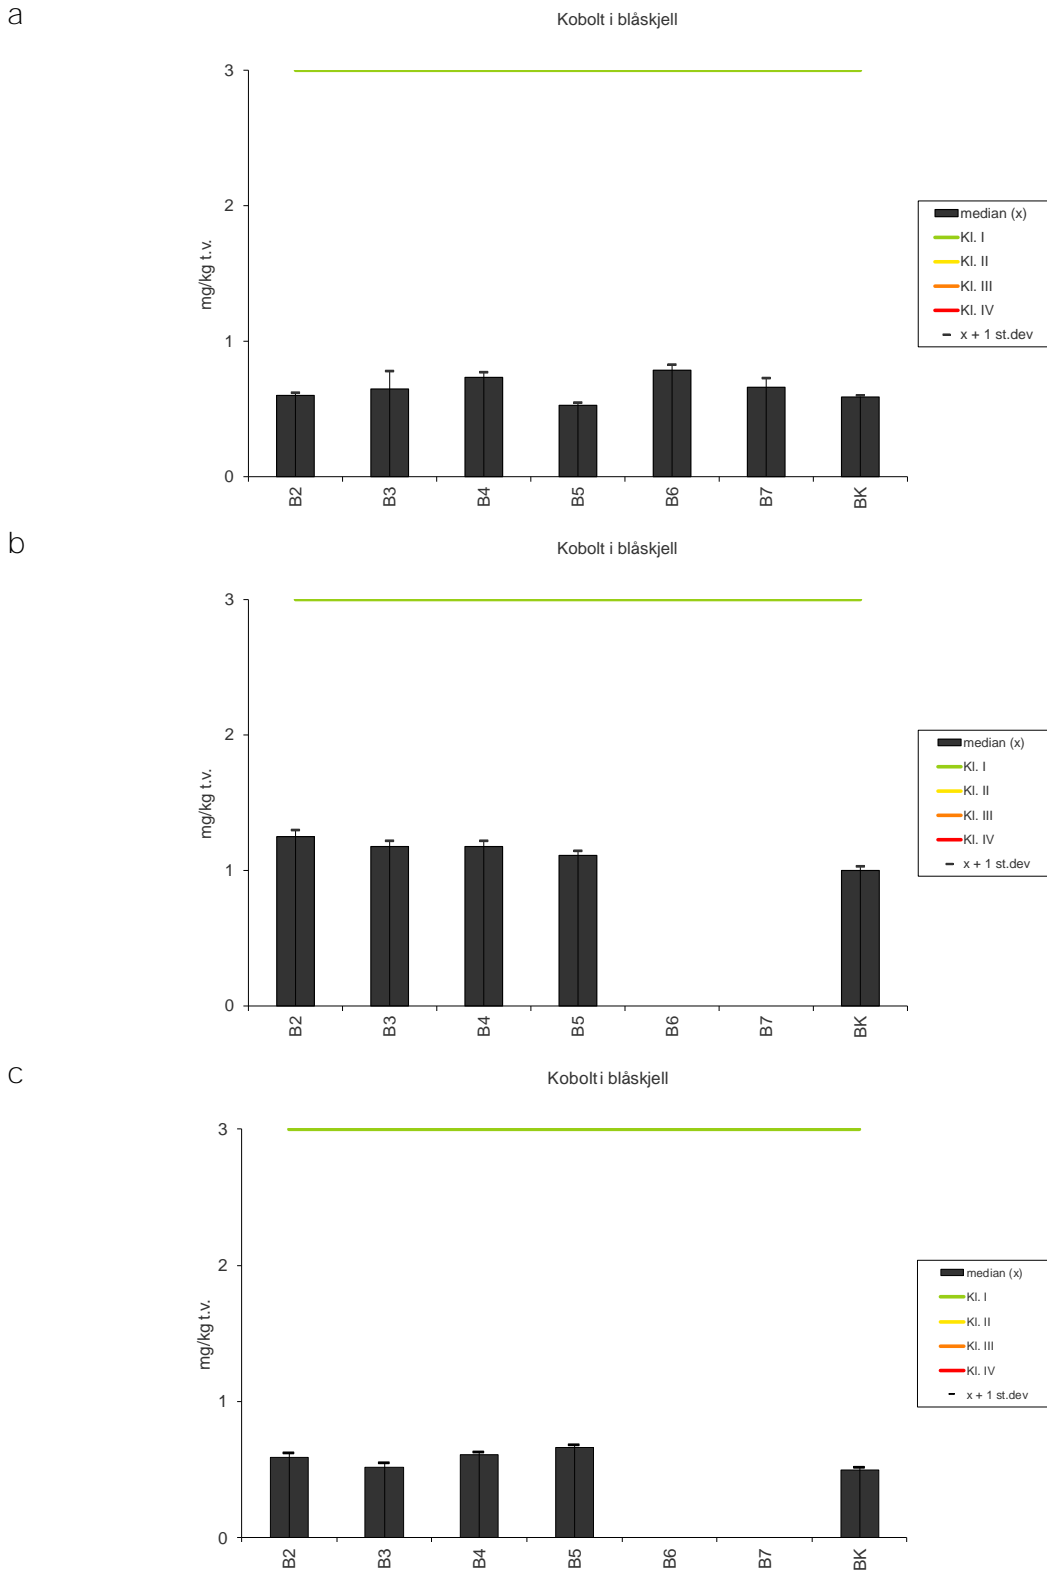 a
Kobolt i blåskjell
3
2
1
0
mg/kg t.v.
B2 B3 B4 B5 B6 B7 BK
median (x)
Kl. I
Kl. II
Kl. III
Kl. IV
x + 1 st.dev
b
Kobolt i blåskjell
3
2
1
0
mg/kg t.v.
B2 B3 B4 B5 B6 B7 BK
median (x)
Kl. I
Kl. II
Kl. III
Kl. IV
x + 1 st.dev
c
Kobolt i blåskjell
3
2
1
0
mg/kg t.v.
B2 B3 B4 B5 B6 B7 BK
median (x)
Kl. I
Kl. II
Kl. III
Kl. IV
x + 1 st.dev